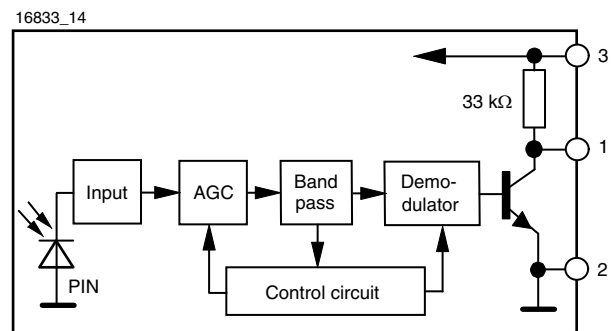 16833_14
3
33 kΩ
1
Input
AGC
Band
pass
Demo-
dulator
2
PIN
Control circuit